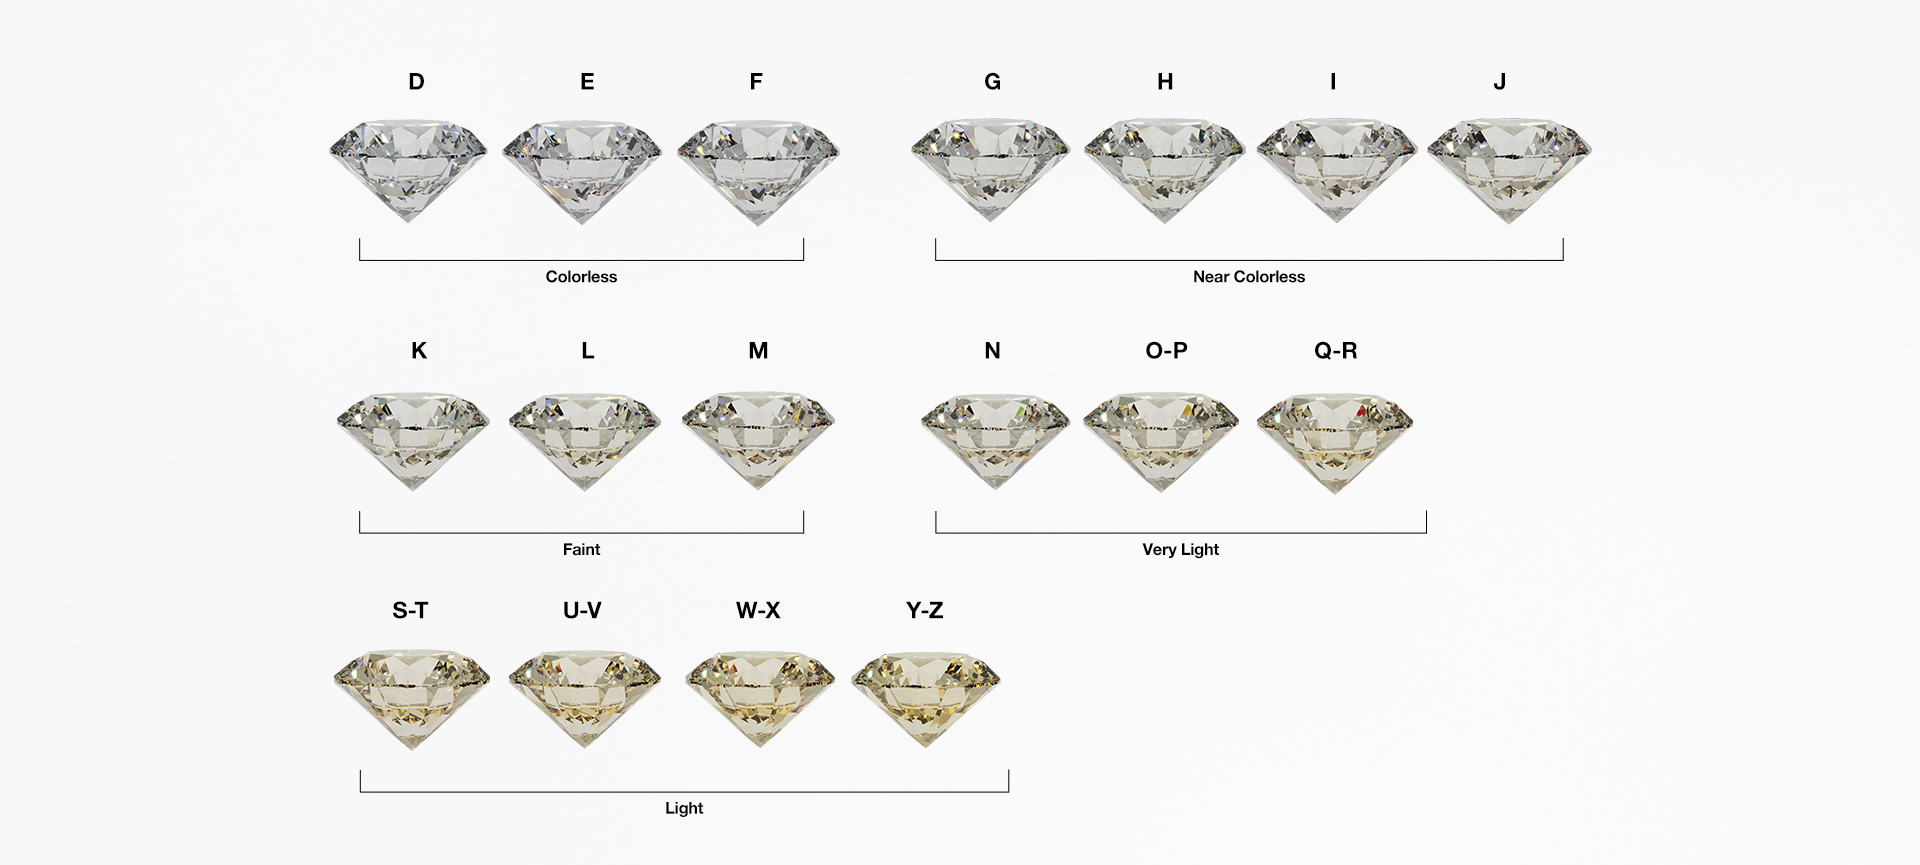 D E F G H I J
Colorless Near Colorless
K L M N O-P Q-R
Faint Very Light
S-T U-V W-X Y-Z
Light